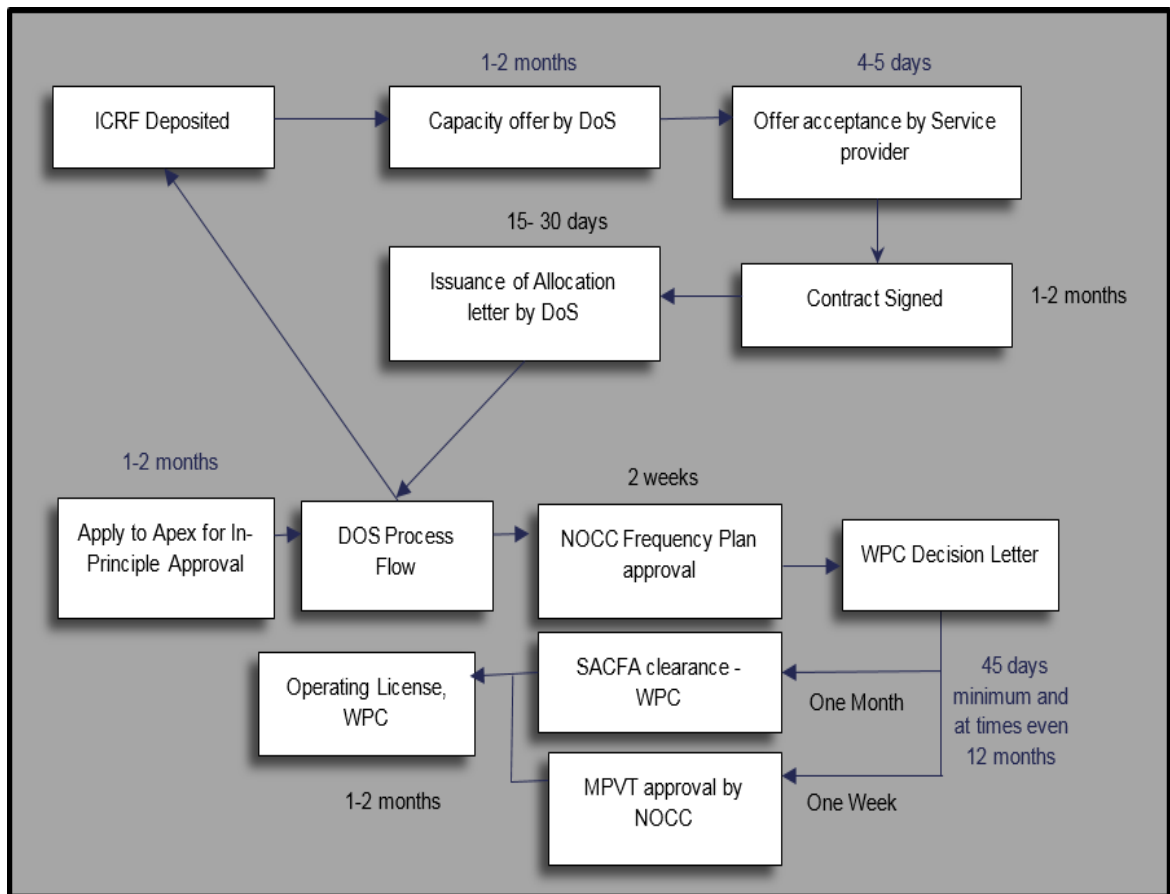 1-2 months
4-5 days
ICRF Deposited
Capacity offer by DoS
Offer acceptance by Service
provider
15- 30 days
Issuance of Allocation
letter by DoS
Contract Signed
1-2 months
1-2 months
2 weeks
Apply to Apex for In-
Principle Approval
DOS Process
Flow
NOCC Frequency Plan
approval
WPC Decision Letter
Operating License,
WPC
SACFA clearance -
WPC
One Month
45 days
minimum and
at times even
12 months
1-2 months
MPVT approval by
NOCC
One Week